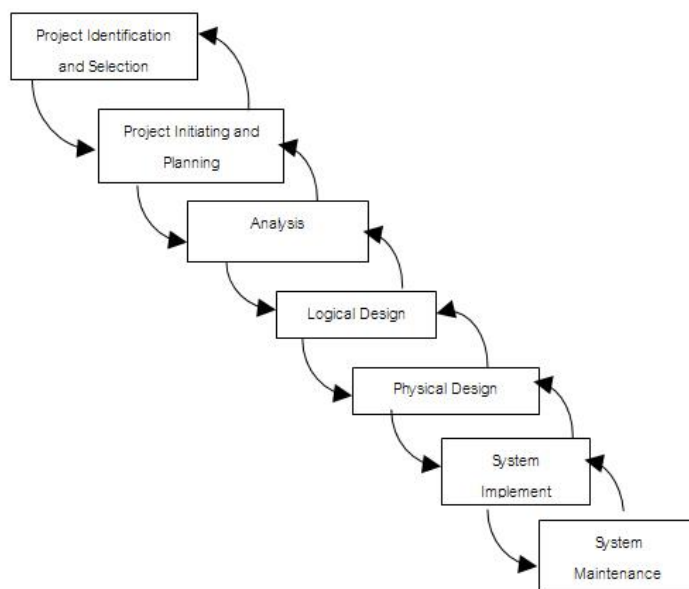 Project Identification
and Selection
Project Initiating and
Planning
Analysis
Logical Design
Physical Design
System
Implement
System
Maintenance